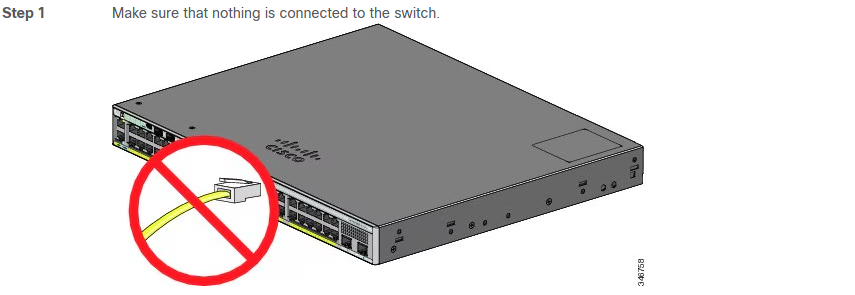 Step 1 Make sure that nothing is connected to the switch.
CISCO
346758